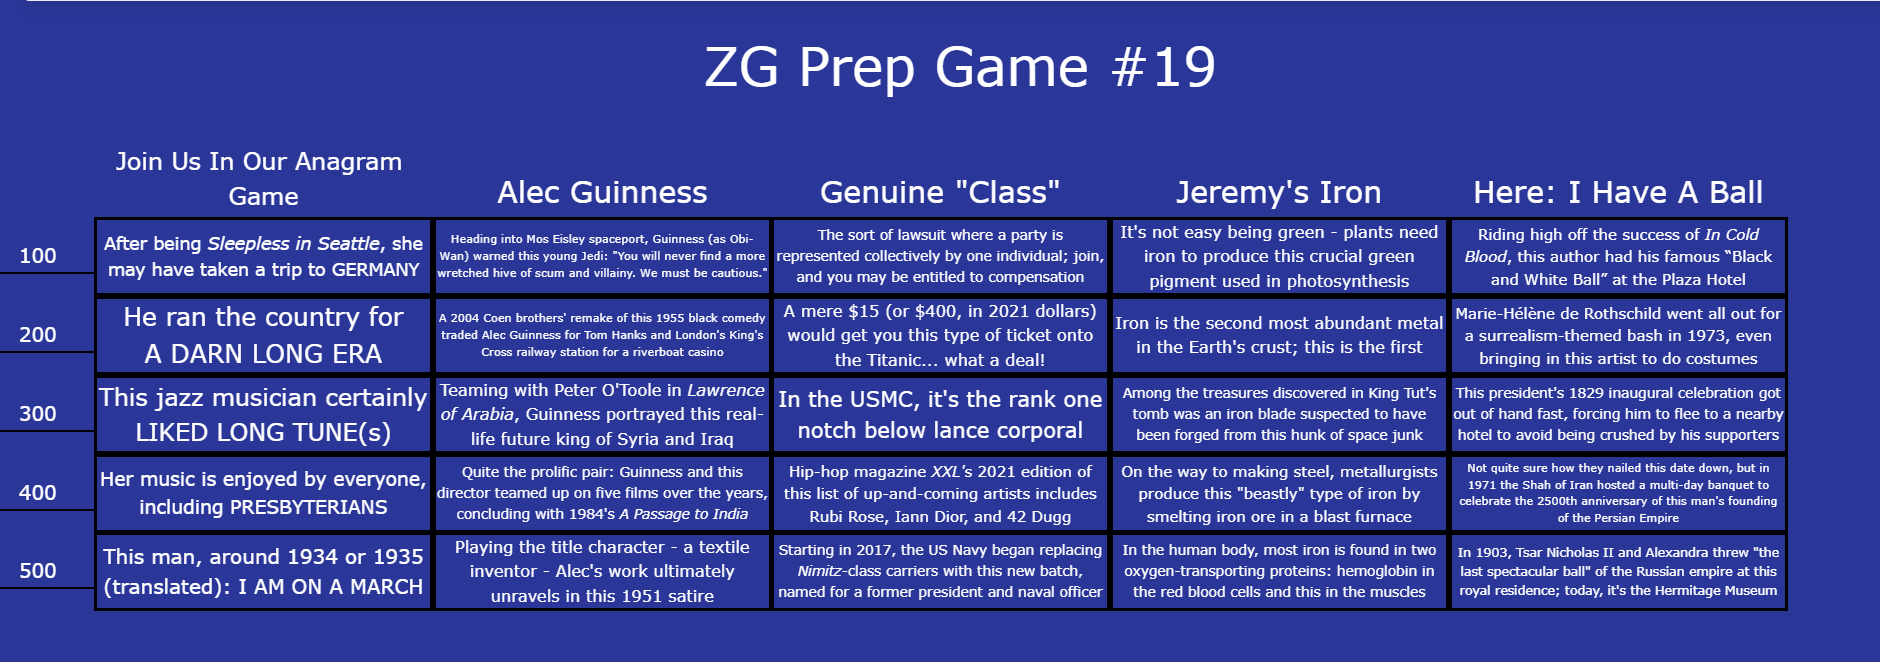 ZG Prep Game #19
Join Us In Our Anagram
Game
Alec Guinness
Genuine "Class"
Jeremy's Iron
Here: I Have A Ball
100
After being Sleepless in Seattle, she
may have taken a trip to GERMANY
Heading into Mos Eisley spaceport, Guinness (as Obi-
Wan) warned this young Jedi: "You will never find a more
wretched hive of scum and villainy. We must be cautious."
The sort of lawsuit where a party is
represented collectively by one individual; join,
and you may be entitled to compensation
It's not easy being green - plants need
iron to produce this crucial green
pigment used in photosynthesis
Riding high off the success of In Cold
Blood, this author had his famous “Black
and White Ball” at the Plaza Hotel
200
He ran the country for
A DARN LONG ERA
A 2004 Coen brothers' remake of this 1955 black comedy
traded Alec Guinness for Tom Hanks and London's King's
Cross railway station for a riverboat casino
A mere $15 (or $400, in 2021 dollars)
would get you this type of ticket onto
the Titanic... what a deal!
Iron is the second most abundant metal
in the Earth's crust; this is the first
Marie-Hélène de Rothschild went all out for
a surrealism-themed bash in 1973, even
bringing in this artist to do costumes
300
This jazz musician certainly
LIKED LONG TUNE(s)
Teaming with Peter O'Toole in Lawrence
of Arabia, Guinness portrayed this real-
life future king of Syria and Iraq
In the USMC, it's the rank one
notch below lance corporal
Among the treasures discovered in King Tut's
tomb was an iron blade suspected to have
been forged from this hunk of space junk
This president's 1829 inaugural celebration got
out of hand fast, forcing him to flee to a nearby
hotel to avoid being crushed by his supporters
400
Her music is enjoyed by everyone,
including PRESBYTERIANS
Quite the prolific pair: Guinness and this
director teamed up on five films over the years,
concluding with 1984's A Passage to India
Hip-hop magazine XXL's 2021 edition of
this list of up-and-coming artists includes
Rubi Rose, Iann Dior, and 42 Dugg
On the way to making steel, metallurgists
produce this "beastly" type of iron by
smelting iron ore in a blast furnace
Not quite sure how they nailed this date down, but in
1971 the Shah of Iran hosted a multi-day banquet to
celebrate the 2500th anniversary of this man's founding
of the Persian Empire
500
This man, around 1934 or 1935
(translated): I AM ON A MARCH
Playing the title character - a textile
inventor - Alec's work ultimately
unravels in this 1951 satire
Starting in 2017, the US Navy began replacing
Nimitz-class carriers with this new batch,
named for a former president and naval officer
In the human body, most iron is found in two
oxygen-transporting proteins: hemoglobin in
the red blood cells and this in the muscles
In 1903, Tsar Nicholas II and Alexandra threw "the
last spectacular ball" of the Russian empire at this
royal residence; today, it's the Hermitage Museum